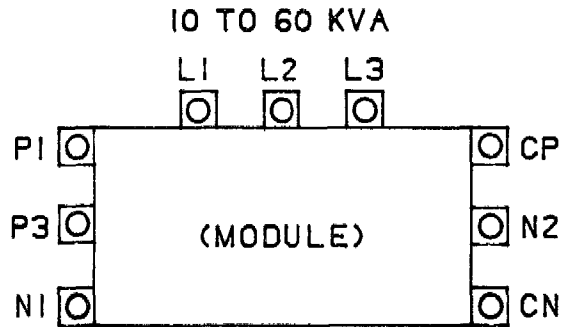 10 TO 60 KVA
L1 L2 L3
P1 CP
P3 (MODULE) N2
N1 CN